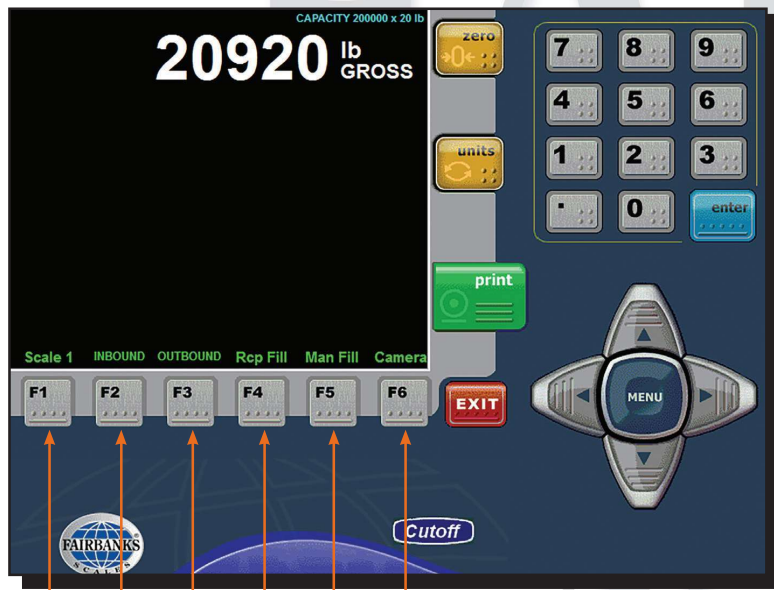 CAPACITY 200000 x 20 lb
20920 lb
GROSS
zero
→0←
units
print
Scale 1 INBOUND OUTBOUND Rcp Fill Man Fill Camera
F1 F2 F3 F4 F5 F6
EXIT
7 8 9
4 5 6
1 2 3
. 0 enter
MENU
FAIRBANKS
SCALES
Cutoff